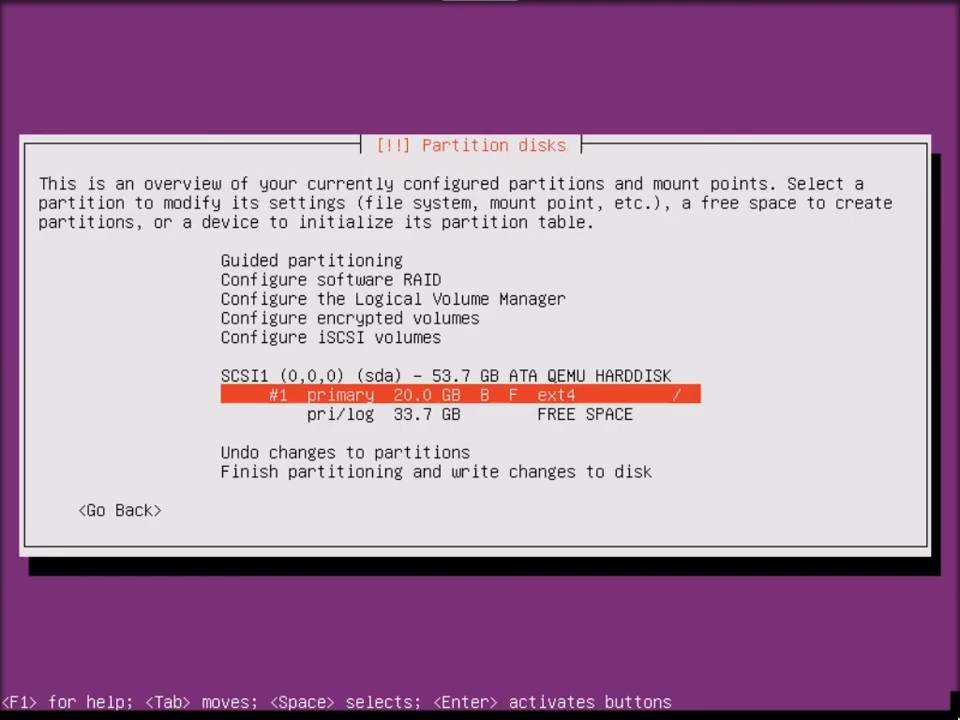 [!!] Partition disks
This is an overview of your currently configured partitions and mount points. Select a
partition to modify its settings (file system, mount point, etc.), a free space to create
partitions, or a device to initialize its partition table.
Guided partitioning
Configure software RAID
Configure the Logical Volume Manager
Configure encrypted volumes
Configure iSCSI volumes
SCSI1 (0,0,0) (sda) - 53.7 GB ATA QEMU HARDDISK
#1 primary 20.0 GB B F ext4 /
pri/log 33.7 GB FREE SPACE
Undo changes to partitions
Finish partitioning and write changes to disk
<Go Back>
<F1> for help; <Tab> moves; <Space> selects; <Enter> activates buttons